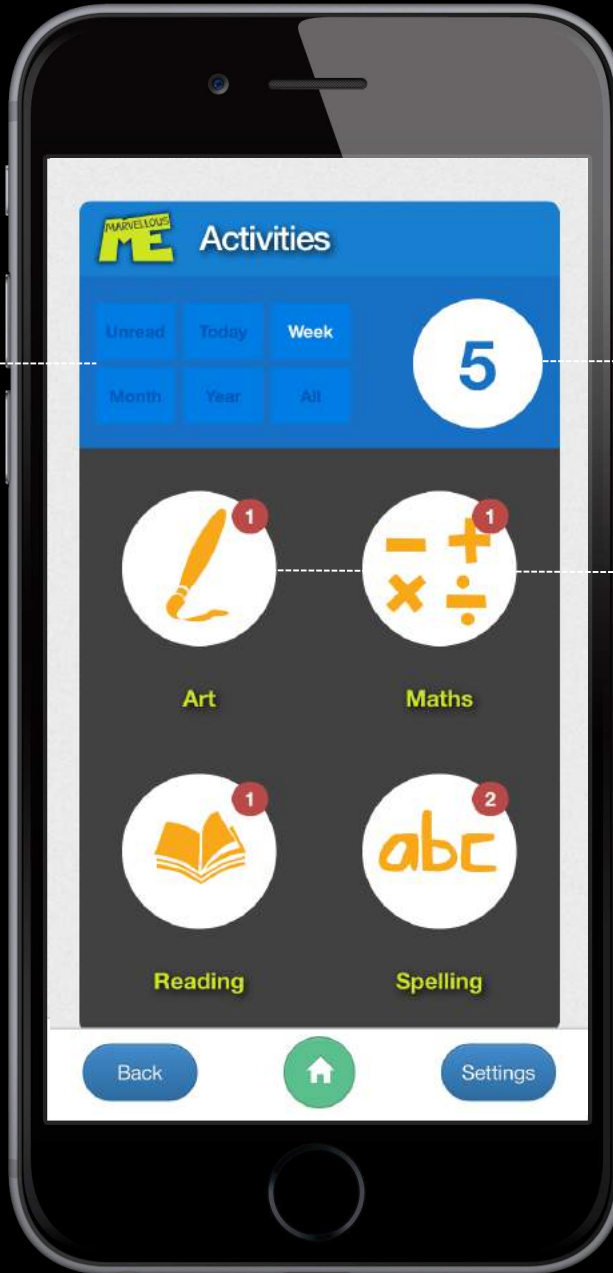 MARVELLOUS
ME
Activities
Unread Today Week
Month Year All
5
1 1
Art Maths
1 2
abc
Reading Spelling
Back Settings